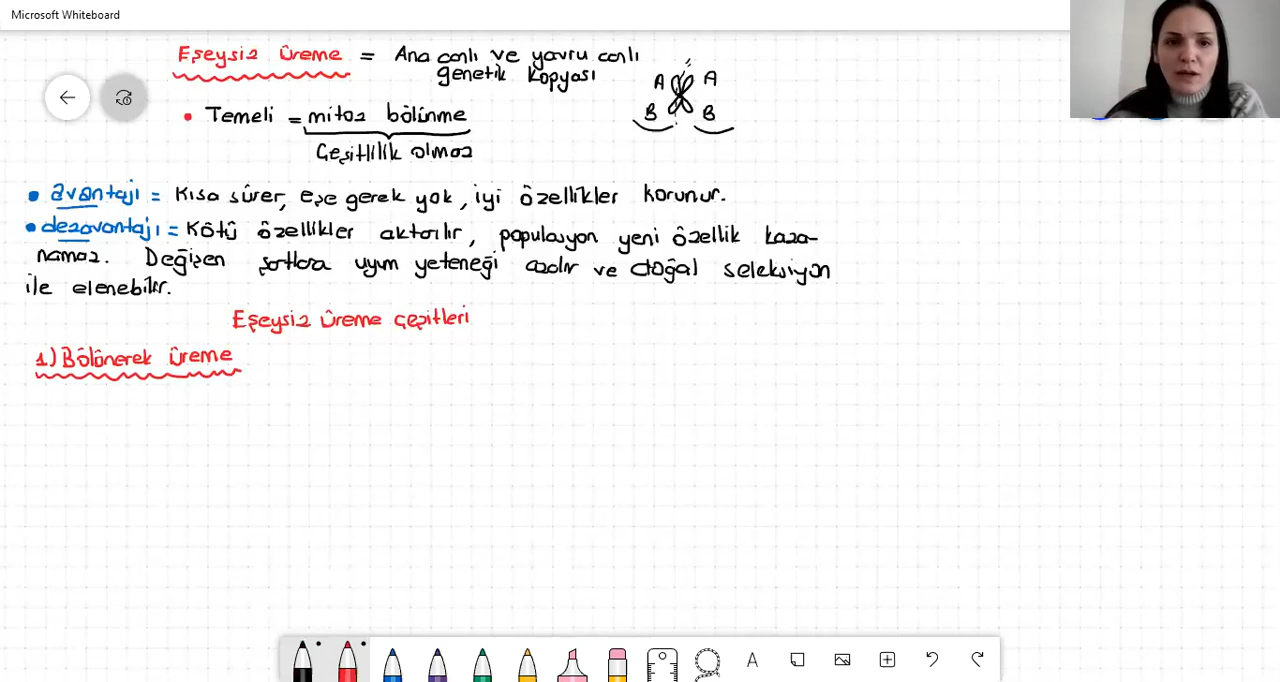 Microsoft Whiteboard
Eşeysiz üreme = Ana canlı ve yavru canlı
genetik kopyası
A A
B B
• Temeli = mitoz bölünme
Çeşitlilik olmaz
• avantajı = Kısa sürer, eşe gerek yok, iyi özellikler korunur.
• dezavantajı = Kötü özellikler aktarılır, populasyon yeni özellik kaza-
namaz. Değişen şartlara uyum yeteneği azdır ve doğal seleksiyon
ile elenebilir.
Eşeysiz üreme çeşitleri
1) Bölünerek üreme
A